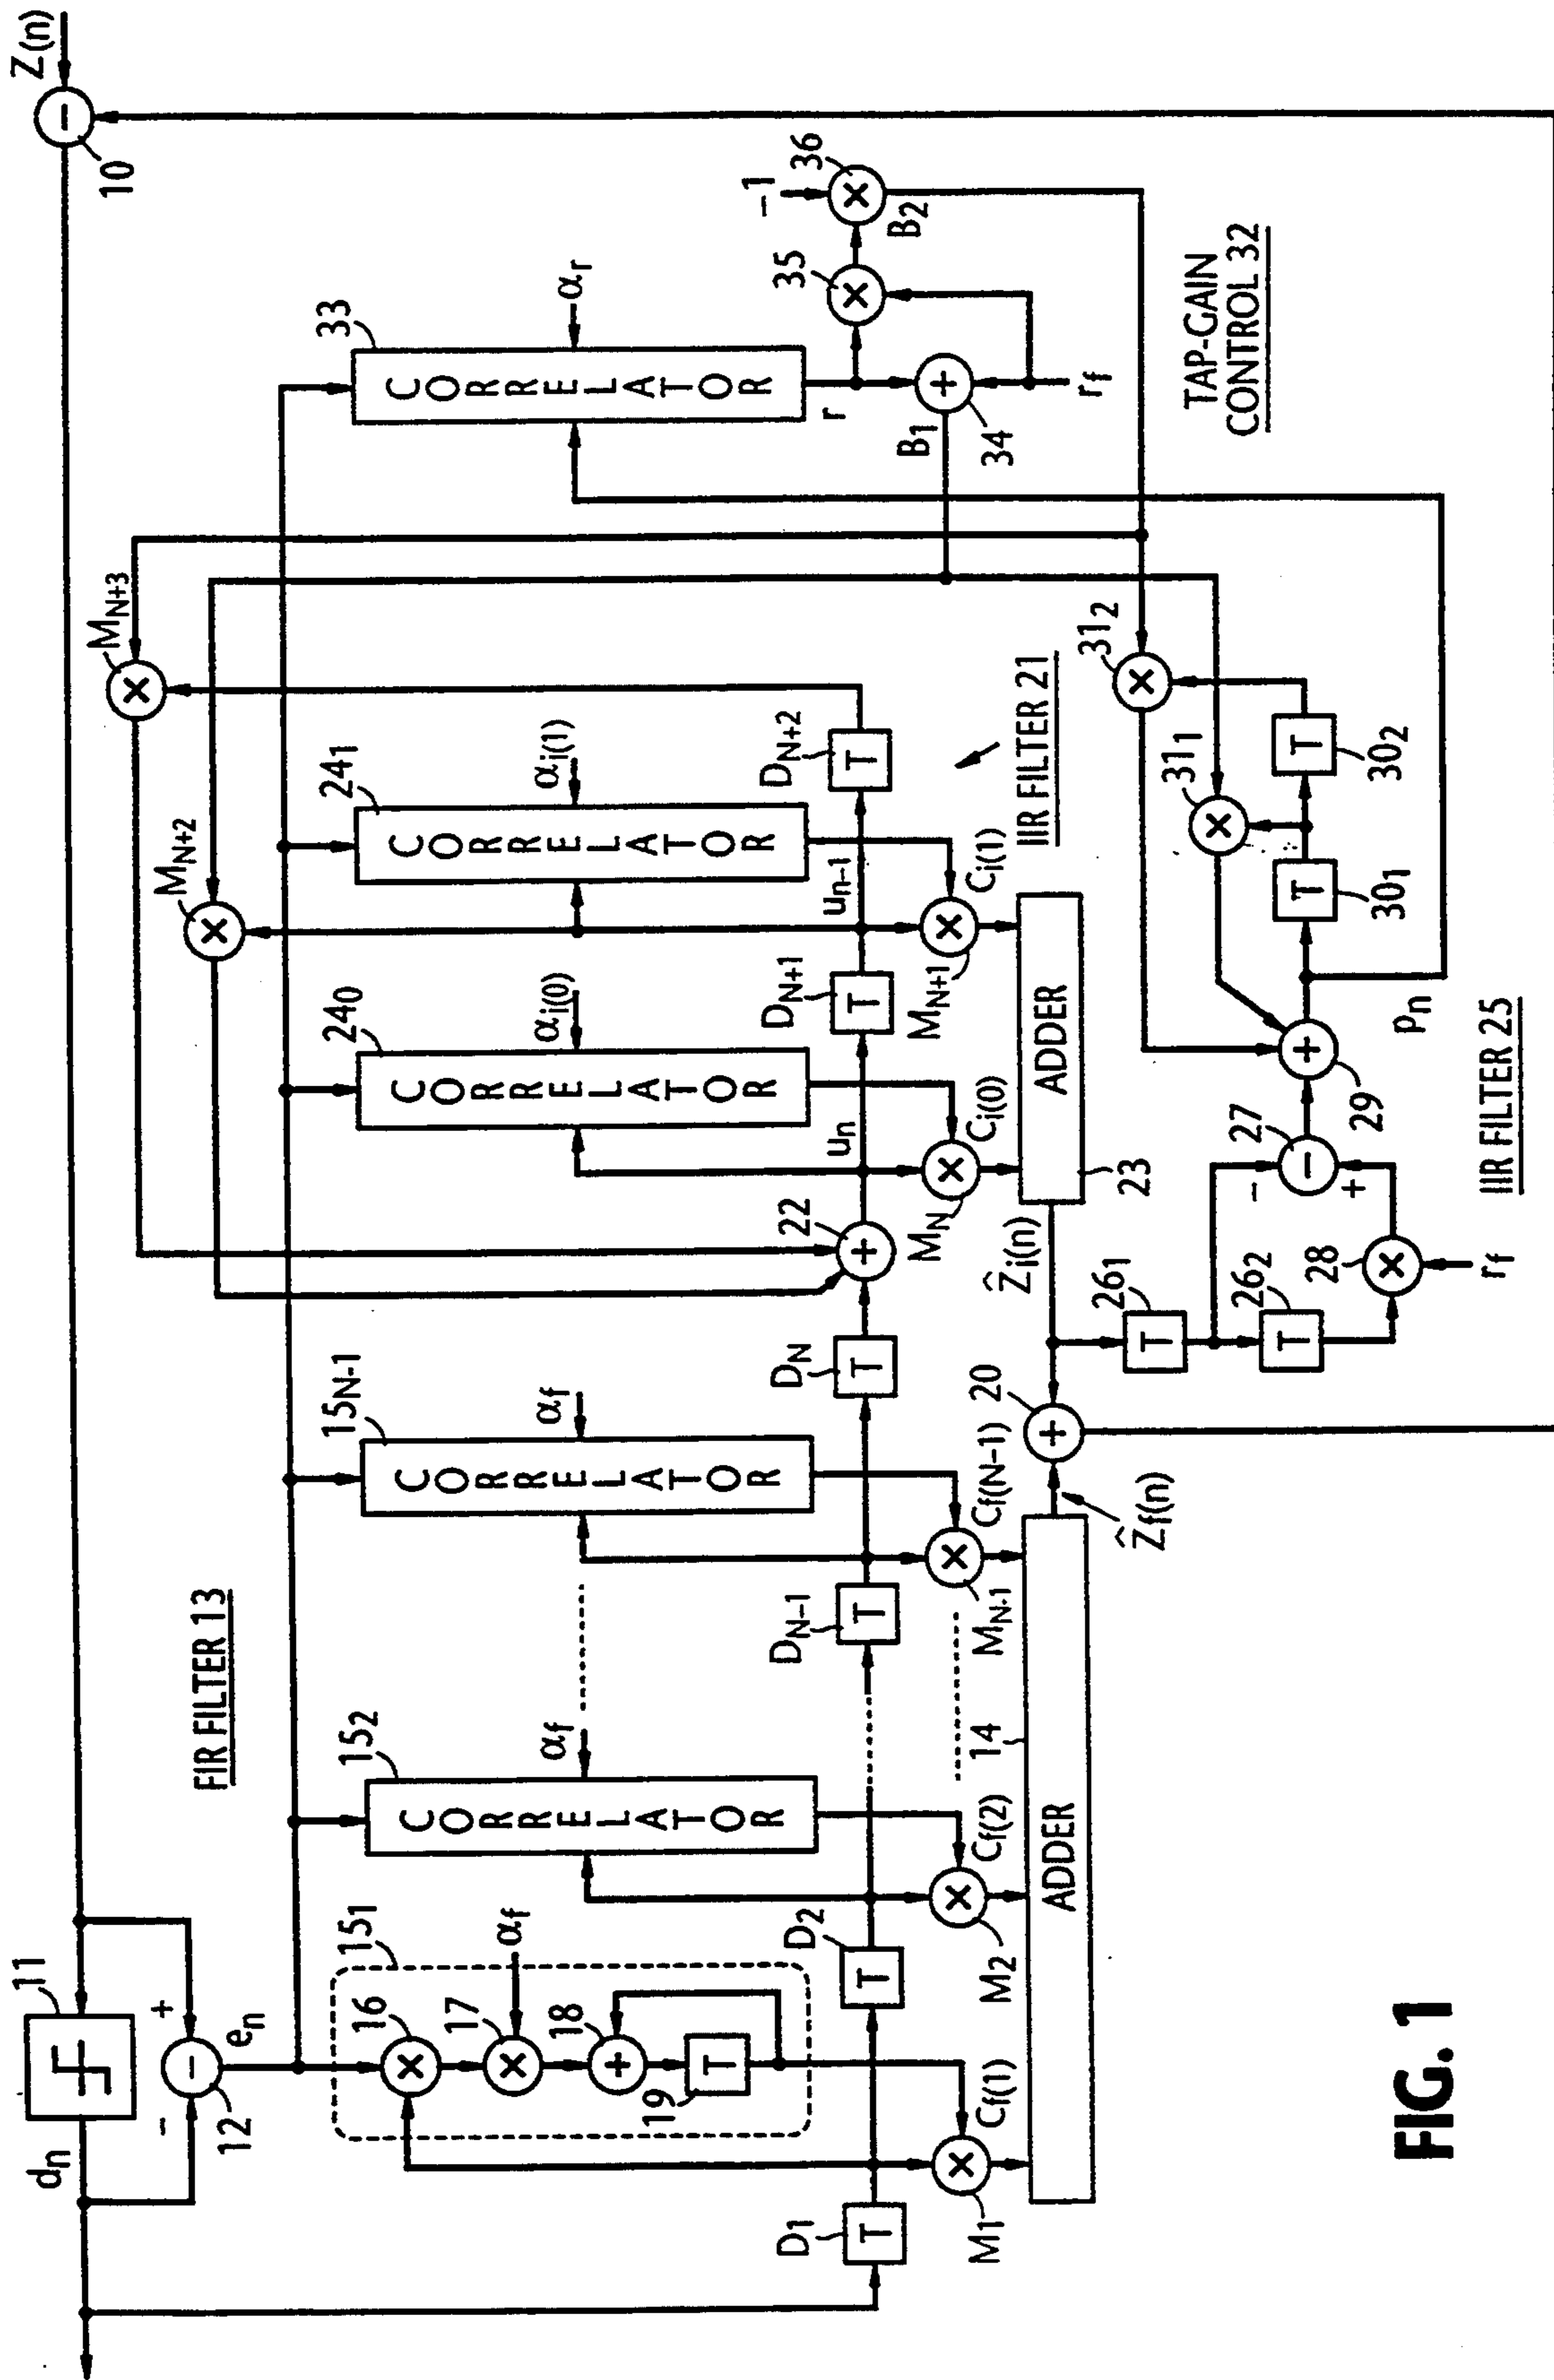 Z(n)
10
11
dn
+
−
−
12
en
FIR FILTER 13
MN+3
×
MN+2
×
151
16
×
17
×
αf
18
+
19
T
152
CORRELATOR
αf
15N-1
CORRELATOR
αf
240
CORRELATOR
αi(0)
241
CORRELATOR
αi(1)
33
CORRELATOR
αr
r
−1
35
×
36
×
B2
B1
+
34
rf
TAP-GAIN
CONTROL 32
D1
T
D2
T
DN−1
T
DN
T
22
+
un
DN+1
T
un-1
DN+2
T
IIR FILTER 21
M1
×
Cf(1)
M2
×
Cf(2)
MN-1
×
Cf(N−1)
MN
×
Ci(0)
MN+1
×
Ci(1)
14
ADDER
Ẑf(n)
20
+
Ẑi(n)
23
ADDER
261
T
262
T
28
×
rf
27
−
−
+
29
+
pn
301
T
302
T
311
×
312
×
IIR FILTER 25
FIG. 1